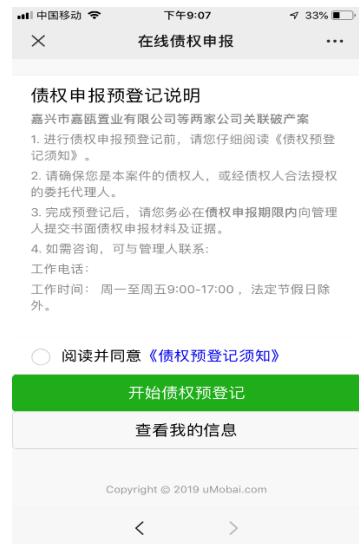 中国移动 下午9:07 33%
在线债权申报
债权申报预登记说明
嘉兴市嘉瓯置业有限公司等两家公司关联破产案
1. 进行债权申报预登记前，请您仔细阅读《债权预登
记须知》。
2. 请确保您是本案件的债权人，或经债权人合法授权
的委托代理人。
3. 完成预登记后，请您务必在债权申报期限内向管理
人提交书面债权申报材料及证据。
4. 如需咨询，可与管理人联系:
工作电话：
工作时间： 周一至周五9:00-17:00 ，法定节假日除
外。
阅读并同意《债权预登记须知》
开始债权预登记
查看我的信息
Copyright © 2019 uMobai.com